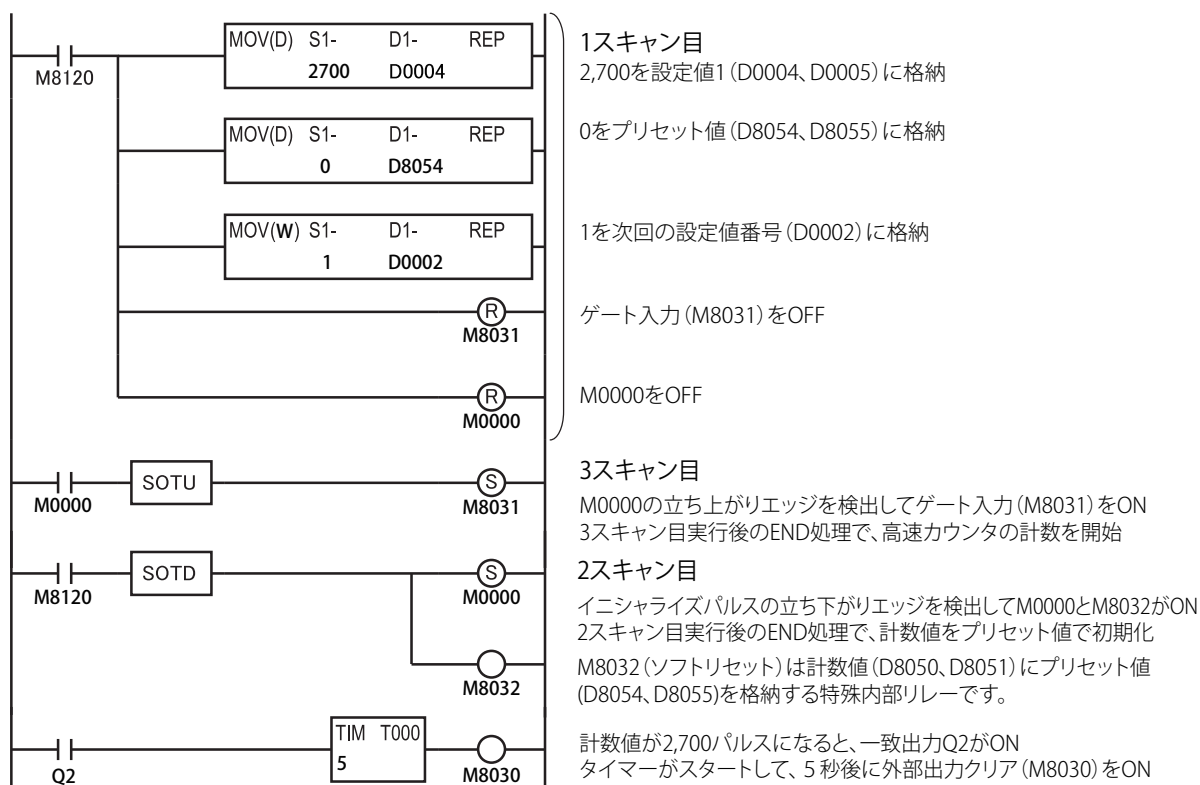 MOV(D) S1- D1- REP
2700 D0004
M8120
1スキャン目
2,700を設定値1（D0004、D0005）に格納
MOV(D) S1- D1- REP
0 D8054
0をプリセット値（D8054、D8055）に格納
MOV(W) S1- D1- REP
1 D0002
1を次回の設定値番号（D0002）に格納
R
M8031
ゲート入力（M8031）をOFF
R
M0000
M0000をOFF
M0000
SOTU
S
M8031
3スキャン目
M0000の立ち上がりエッジを検出してゲート入力（M8031）をON
3スキャン目実行後のEND処理で、高速カウンタの計数を開始
M8120
SOTD
S
M0000
2スキャン目
イニシャライズパルスの立ち下がりエッジを検出してM0000とM8032がON
2スキャン目実行後のEND処理で、計数値をプリセット値で初期化
M8032
M8032（ソフトリセット）は計数値（D8050、D8051）にプリセット値
(D8054、D8055)を格納する特殊内部リレーです。
Q2
TIM T000
5
M8030
計数値が2,700パルスになると、一致出力Q2がON
タイマーがスタートして、5 秒後に外部出力クリア（M8030）をON